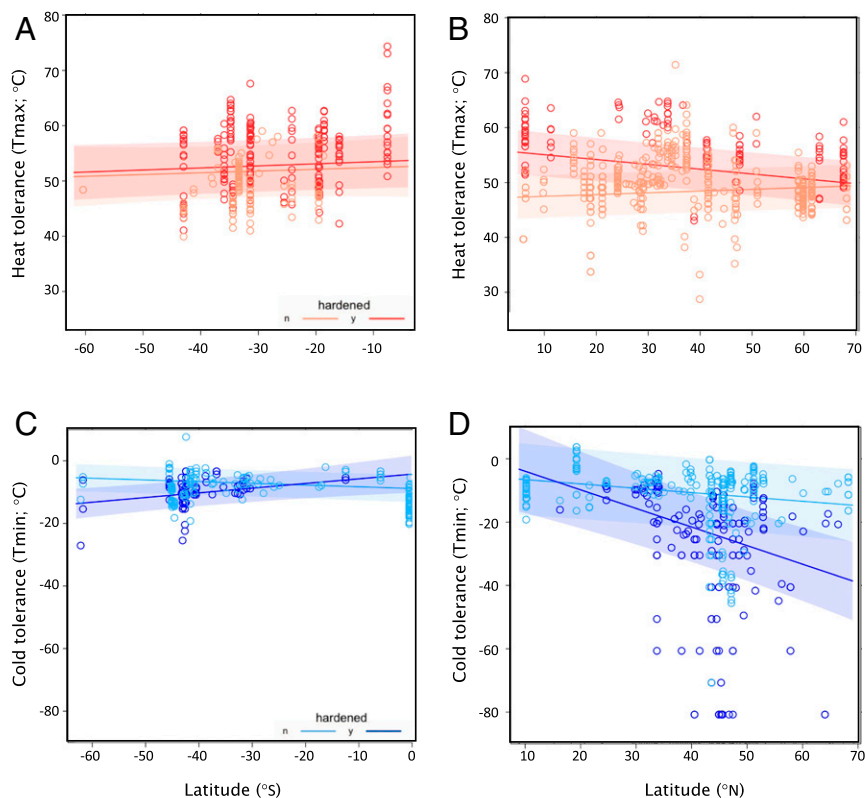 A
B
80
70
60
50
40
30
Heat tolerance (Tmax; °C)
hardened
n y
-60 -50 -40 -30 -20 -10
80
70
60
50
40
30
Heat tolerance (Tmax; °C)
10 20 30 40 50 60 70
C
D
0
-20
-40
-60
-80
Cold tolerance (Tmin; °C)
hardened
n y
-60 -50 -40 -30 -20 -10 0
Latitude (°S)
0
-20
-40
-60
-80
Cold tolerance (Tmin; °C)
10 20 30 40 50 60 70
Latitude (°N)